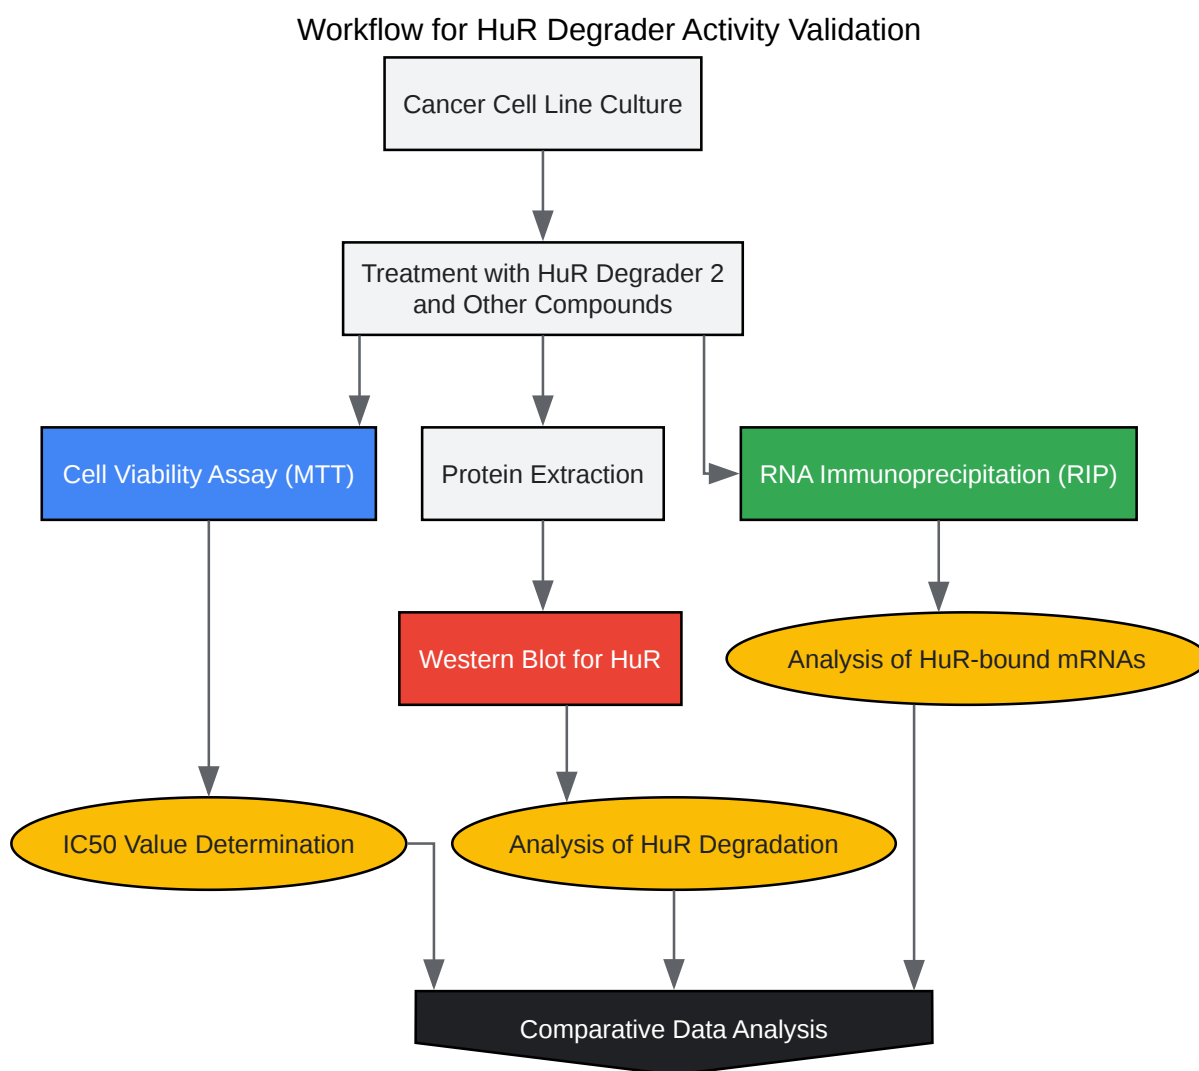 Workflow for HuR Degrader Activity Validation
Cancer Cell Line Culture
Treatment with HuR Degrader 2
and Other Compounds
Cell Viability Assay (MTT)
Protein Extraction
RNA Immunoprecipitation (RIP)
Western Blot for HuR
Analysis of HuR-bound mRNAs
IC50 Value Determination
Analysis of HuR Degradation
Comparative Data Analysis